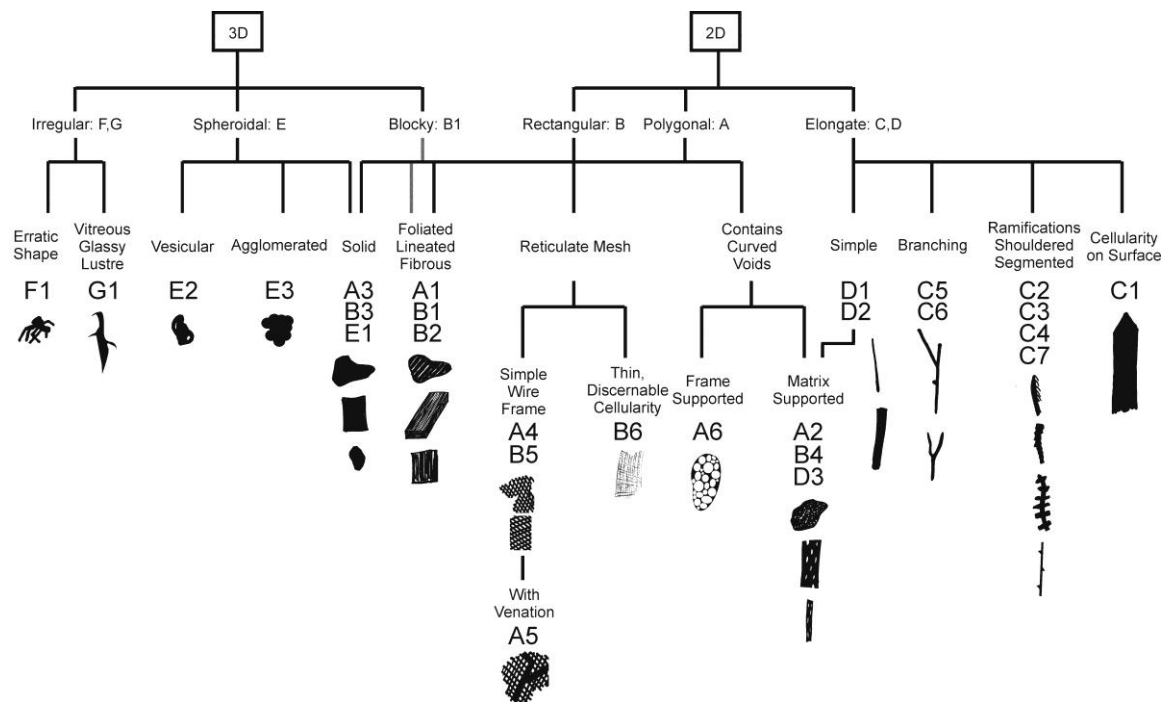 3D
2D
Irregular: F,G
Spheroidal: E
Blocky: B1
Rectangular: B
Polygonal: A
Elongate: C,D
Erratic
Shape
F1
Vitreous
Glassy
Lustre
G1
Vesicular
E2
Agglomerated
E3
Solid
A3
B3
E1
Foliated
Lineated
Fibrous
A1
B1
B2
Reticulate Mesh
Simple
Wire
Frame
A4
B5
With
Venation
A5
Thin,
Discernable
Cellularity
B6
Contains
Curved
Voids
Frame
Supported
A6
Matrix
Supported
A2
B4
D3
Simple
D1
D2
Branching
C5
C6
Ramifications
Shouldered
Segmented
C2
C3
C4
C7
Cellularity
on Surface
C1